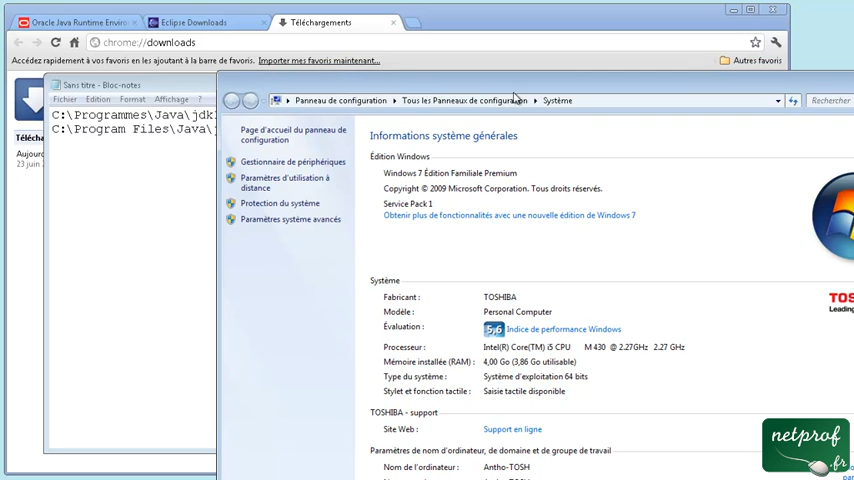 Oracle Java Runtime Enviro
Eclipse Downloads
Téléchargements
chrome://downloads
Accédez rapidement à vos favoris en les ajoutant à la barre de favoris. Importer mes favoris maintenant...
Autres favoris
Sans titre - Bloc-notes
Fichier Edition Format Affichage ?
C:\Programmes\Java\jdk1
C:\Program Files\Java\j
Télécha
Aujourd
23 juin
Panneau de configuration
Tous les Panneaux de configuration
Système
Rechercher
Page d'accueil du panneau de
configuration
Gestionnaire de périphériques
Paramètres d'utilisation à
distance
Protection du système
Paramètres système avancés
Informations système générales
Édition Windows
Windows 7 Édition Familiale Premium
Copyright © 2009 Microsoft Corporation. Tous droits réservés.
Service Pack 1
Obtenir plus de fonctionnalités avec une nouvelle édition de Windows 7
Système
Fabricant : TOSHIBA
Modèle : Personal Computer
Évaluation : 5,6 Indice de performance Windows
Processeur : Intel(R) Core(TM) i5 CPU M 430 @ 2.27GHz 2.27 GHz
Mémoire installée (RAM) : 4,00 Go (3,86 Go utilisable)
Type du système : Système d'exploitation 64 bits
Stylet et fonction tactile : Saisie tactile disponible
TOS
Leading
TOSHIBA - support
Site Web : Support en ligne
Paramètres de nom d'ordinateur, de domaine et de groupe de travail
Nom de l'ordinateur : Antho-TOSH
netprof
.fr